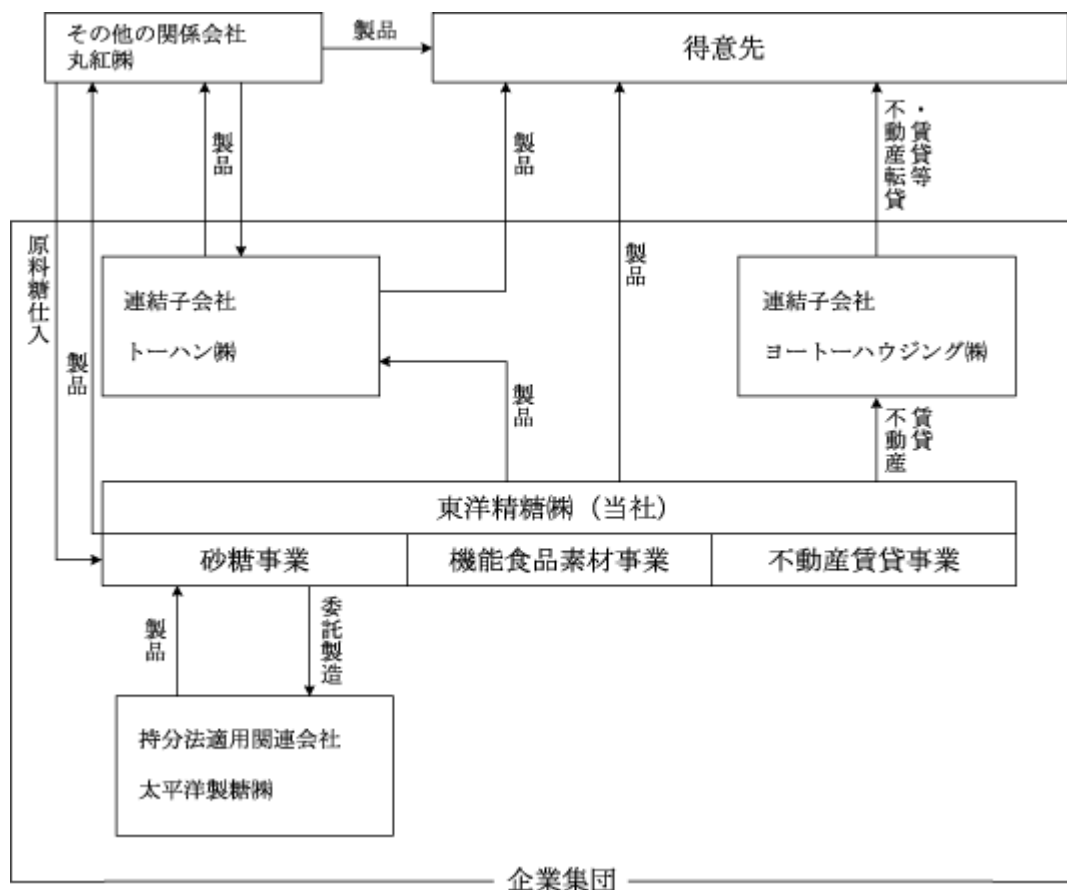 その他の関係会社
丸紅㈱
製品
得意先
製品
製品
不動産転貸
・賃貸等
原料糖仕入
製品
連結子会社
トーハン㈱
製品
製品
連結子会社
ヨートーハウジング㈱
不動産
賃貸
東洋精糖㈱（当社）
砂糖事業
機能食品素材事業
不動産賃貸事業
製品
委託製造
持分法適用関連会社
太平洋製糖㈱
企業集団